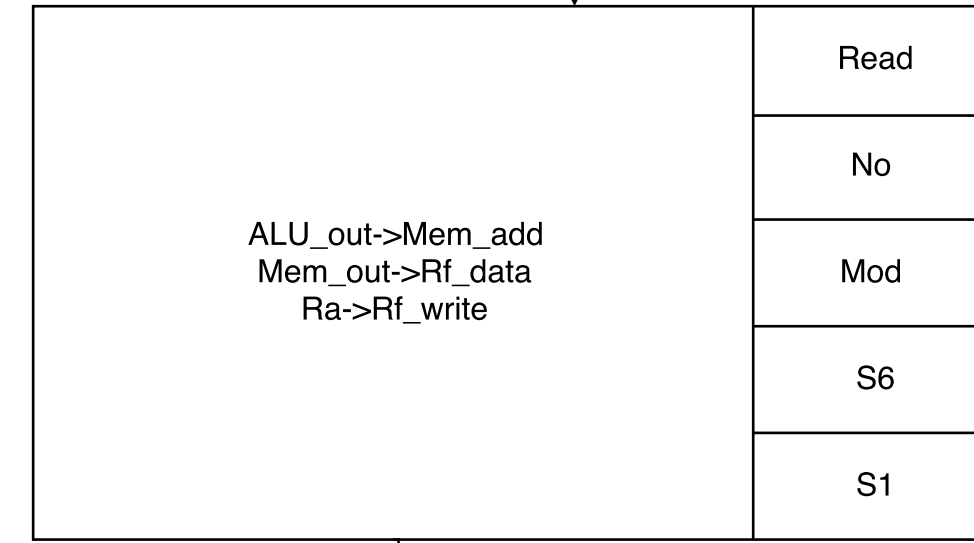 ALU_out->Mem_add
Mem_out->Rf_data
Ra->Rf_write
Read
No
Mod
S6
S1